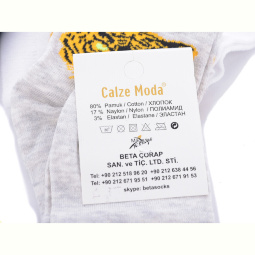 Calze Moda
80% Pamuk / Cotton / ХЛОПОК
17 Naylon / Nylon / ПОЛИАМИД
3% Elastan / Elastane / ЭЛАСТАН
BETA ÇORAP
SAN. ve TİC. LTD. STİ.
Tel: +90 212 518 96 20 +90 212 638 44 56
Tel: +90 212 671 95 51 +90 212 671 91 53
skype: betasocks